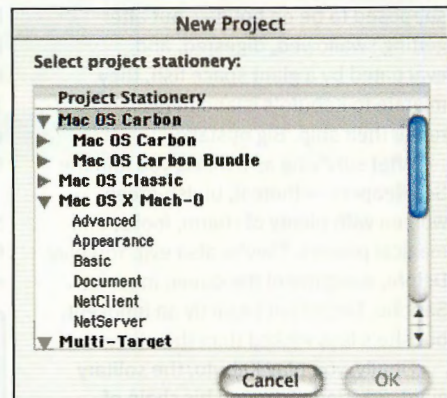 New Project
Select project stationery:
Project Stationery
Mac OS Carbon
Mac OS Carbon
Mac OS Carbon Bundle
Mac OS Classic
Mac OS X Mach-O
Advanced
Appearance
Basic
Document
NetClient
NetServer
Multi-Target
Cancel
OK